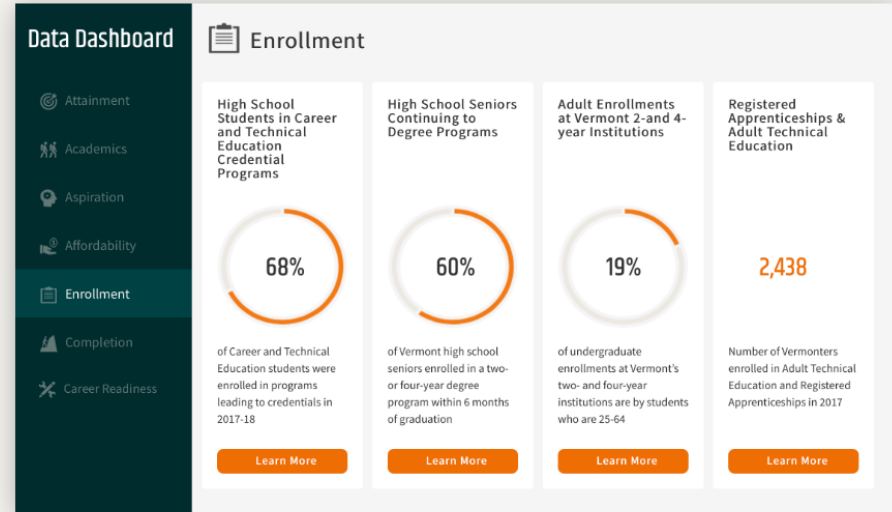 Data Dashboard
Attainment
Academics
Aspiration
Affordability
Enrollment
Completion
Career Readiness
Enrollment
High School
Students in Career
and Technical
Education
Credential
Programs
68%
of Career and Technical
Education students were
enrolled in programs
leading to credentials in
2017-18
Learn More
High School Seniors
Continuing to
Degree Programs
60%
of Vermont high school
seniors enrolled in a two-
or four-year degree
program within 6 months
of graduation
Learn More
Adult Enrollments
at Vermont 2-and 4-
year Institutions
19%
of undergraduate
enrollments at Vermont's
two- and four-year
institutions are by students
who are 25-64
Learn More
Registered
Apprenticeships &
Adult Technical
Education
2,438
Number of Vermonters
enrolled in Adult Technical
Education and Registered
Apprenticeships in 2017
Learn More